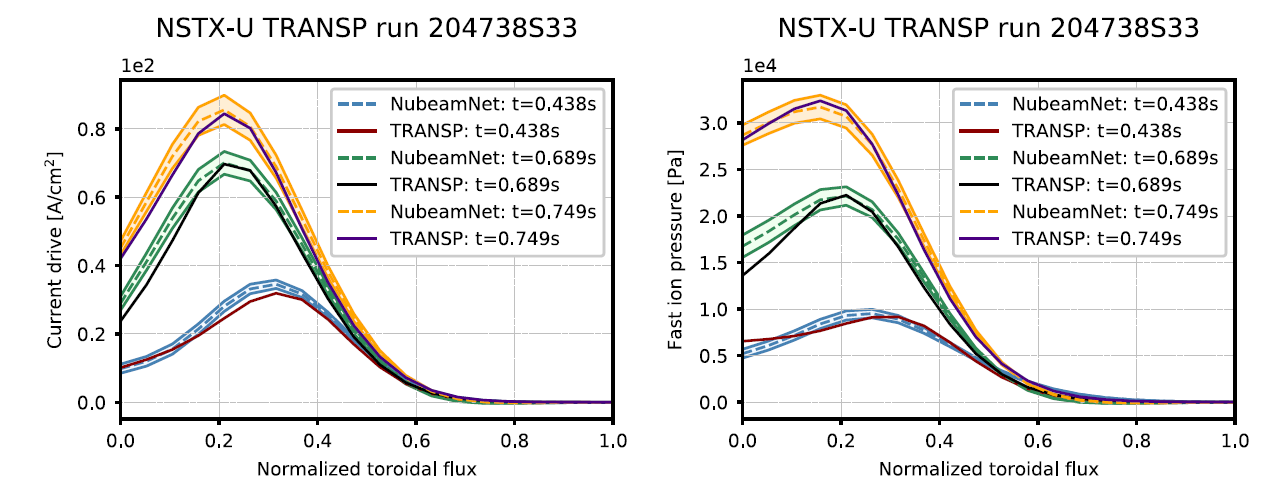 NSTX-U TRANSP run 204738S33
1e2
Current drive [A/cm²]
0.8
0.6
0.4
0.2
0.0
0.0 0.2 0.4 0.6 0.8 1.0
Normalized toroidal flux
NubeamNet: t=0.438s
TRANSP: t=0.438s
NubeamNet: t=0.689s
TRANSP: t=0.689s
NubeamNet: t=0.749s
TRANSP: t=0.749s
NSTX-U TRANSP run 204738S33
1e4
Fast ion pressure [Pa]
3.0
2.5
2.0
1.5
1.0
0.5
0.0
0.0 0.2 0.4 0.6 0.8 1.0
Normalized toroidal flux
NubeamNet: t=0.438s
TRANSP: t=0.438s
NubeamNet: t=0.689s
TRANSP: t=0.689s
NubeamNet: t=0.749s
TRANSP: t=0.749s